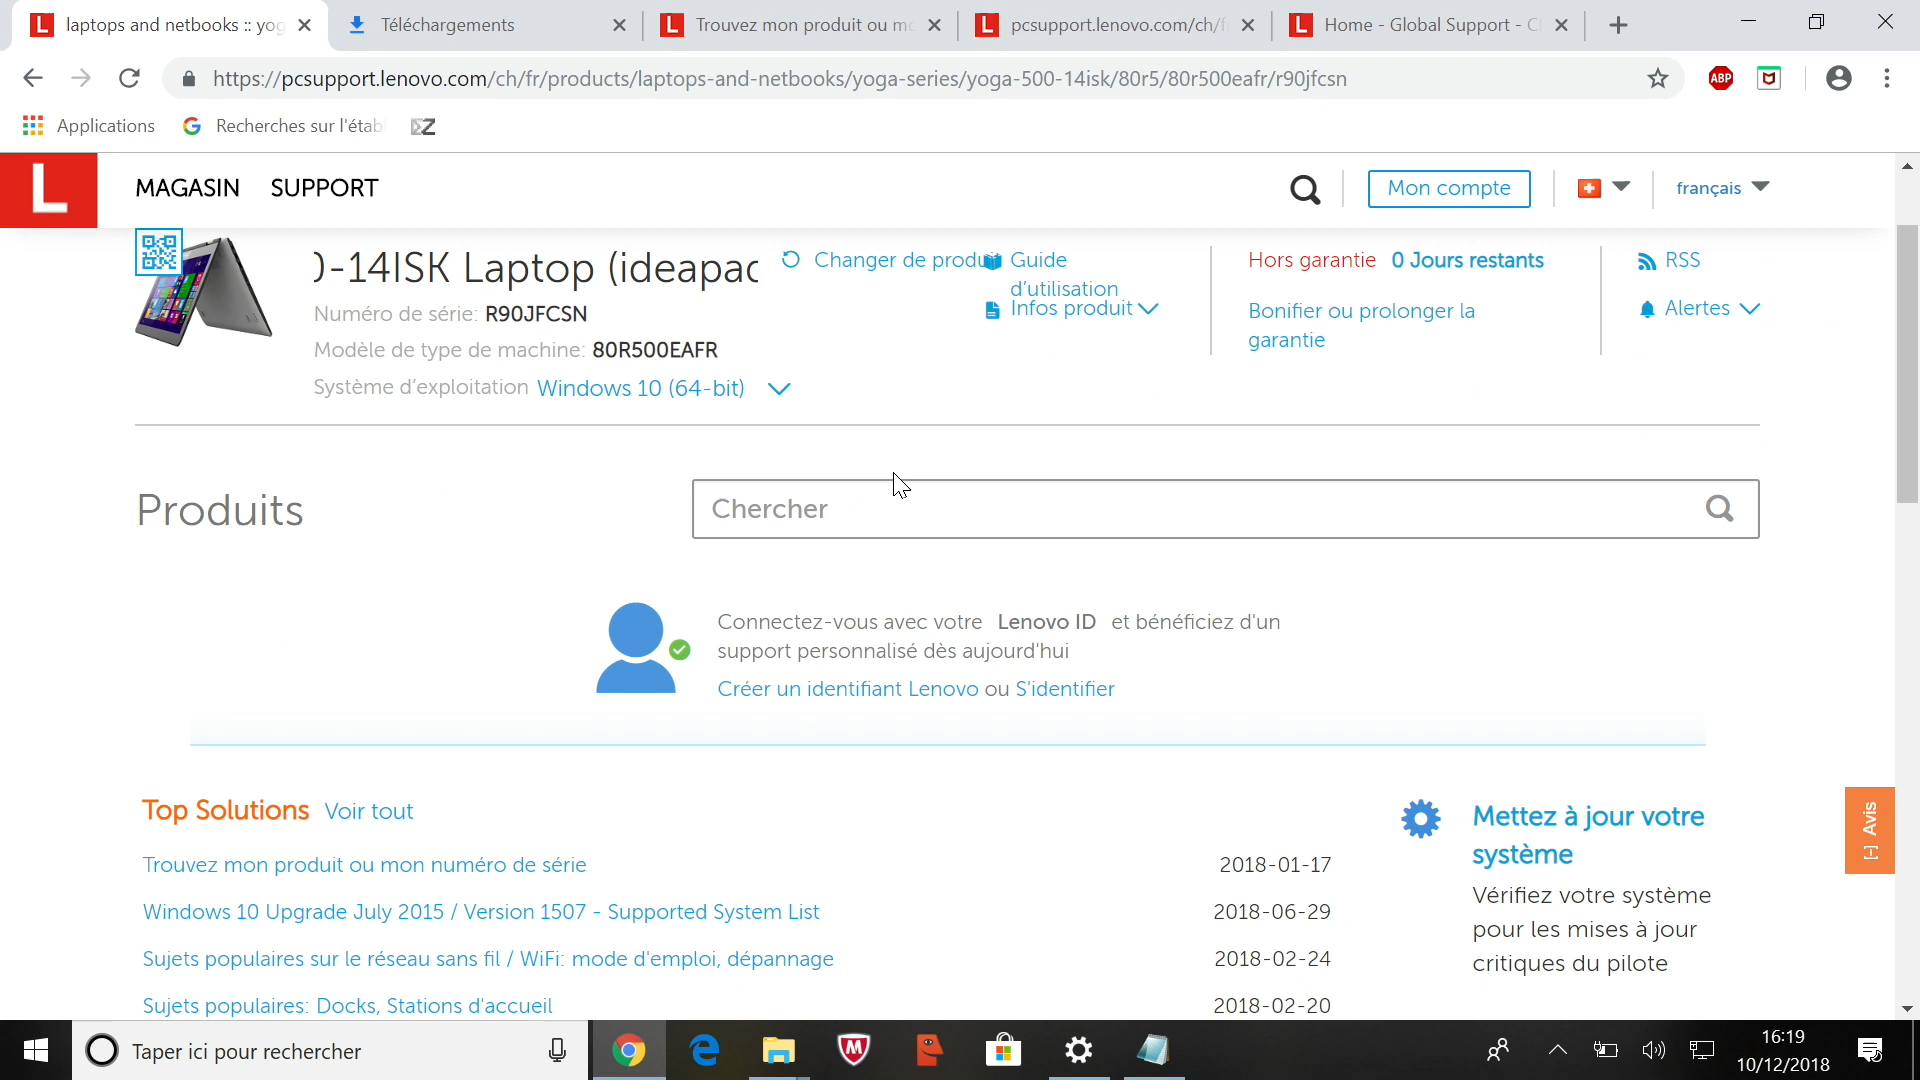 laptops and netbooks :: yog
Téléchargements
Trouvez mon produit ou mo
pcsupport.lenovo.com/ch/f
Home - Global Support - C
https://pcsupport.lenovo.com/ch/fr/products/laptops-and-netbooks/yoga-series/yoga-500-14isk/80r5/80r500eafr/r90jfcsn
ABP
Applications
Recherches sur l'étab
L
MAGASIN SUPPORT
Mon compte
français
)-14ISK Laptop (ideapad
Changer de produ
Guide
d'utilisation
Infos produit
Hors garantie 0 Jours restants
Bonifier ou prolonger la
garantie
RSS
Alertes
Numéro de série: R90JFCSN
Modèle de type de machine: 80R500EAFR
Système d'exploitation Windows 10 (64-bit)
Produits
Chercher
Connectez-vous avec votre Lenovo ID et bénéficiez d'un
support personnalisé dès aujourd'hui
Créer un identifiant Lenovo ou S'identifier
Top Solutions Voir tout
Trouvez mon produit ou mon numéro de série 2018-01-17
Windows 10 Upgrade July 2015 / Version 1507 - Supported System List 2018-06-29
Sujets populaires sur le réseau sans fil / WiFi: mode d'emploi, dépannage 2018-02-24
Sujets populaires: Docks, Stations d'accueil 2018-02-20
Mettez à jour votre
système
Vérifiez votre système
pour les mises à jour
critiques du pilote
[-] Avis
Taper ici pour rechercher
16:19
10/12/2018